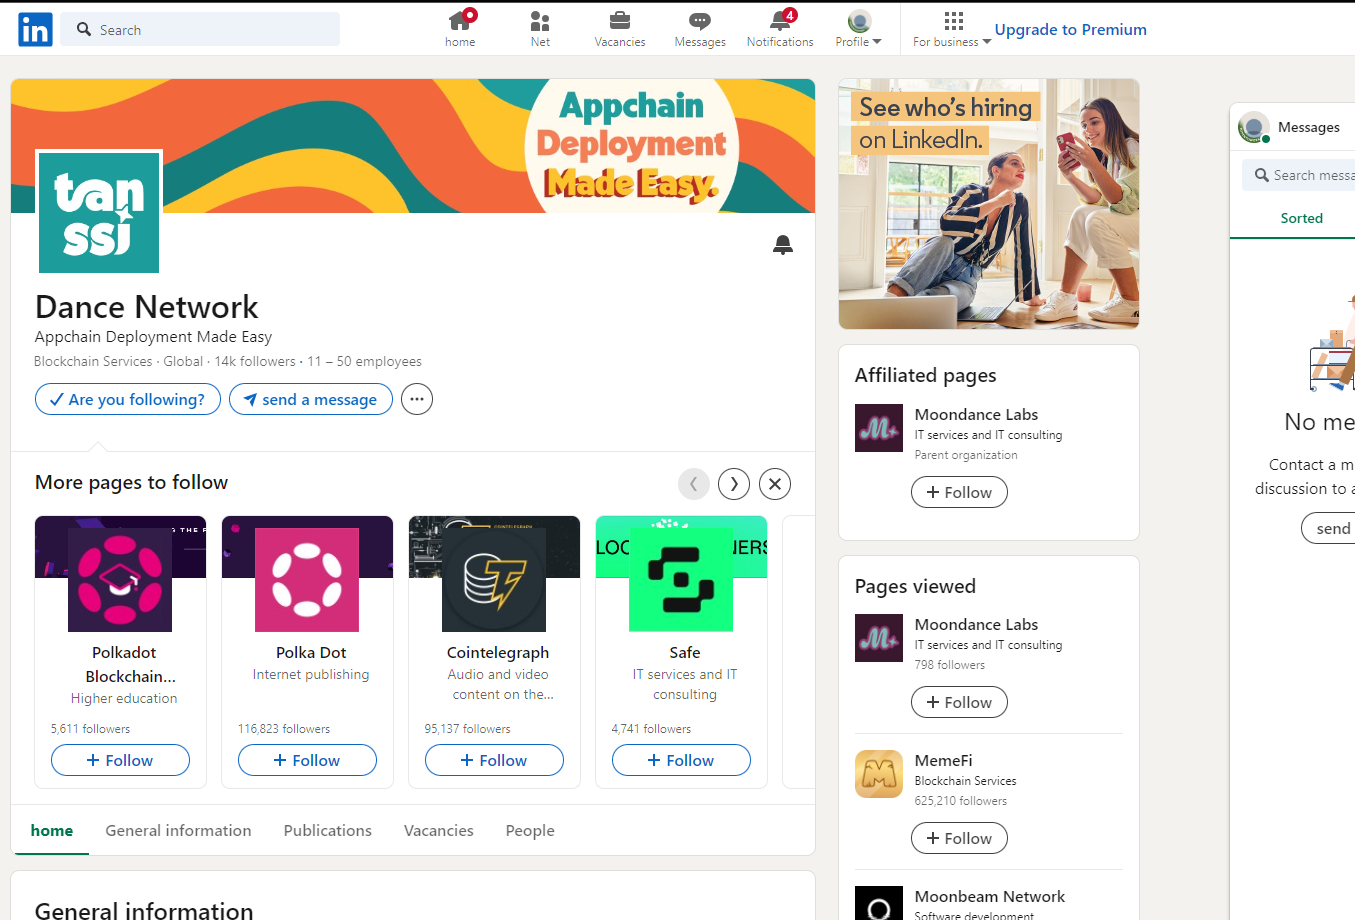 in
Search
home
Net
Vacancies
Messages
4
Notifications
Profile
For business
Upgrade to Premium
Appchain
Deployment
Made Easy.
tan
ssi
Dance Network
Appchain Deployment Made Easy
Blockchain Services · Global · 14k followers · 11 – 50 employees
Are you following?
send a message
More pages to follow
THE
Polkadot
Blockchain...
Higher education
5,611 followers
+ Follow
Polka Dot
Internet publishing
116,823 followers
+ Follow
COINTELEGRAPH
Cointelegraph
Audio and video
content on the...
95,137 followers
+ Follow
Safe
IT services and IT
consulting
4,741 followers
+ Follow
home
General information
Publications
Vacancies
People
General information
See who's hiring
on LinkedIn.
Affiliated pages
Moondance Labs
IT services and IT consulting
Parent organization
+ Follow
Pages viewed
Moondance Labs
IT services and IT consulting
798 followers
+ Follow
MemeFi
Blockchain Services
625,210 followers
+ Follow
Moonbeam Network
Software development
Messages
Search messa
Sorted
No me
Contact a m
discussion to a
send